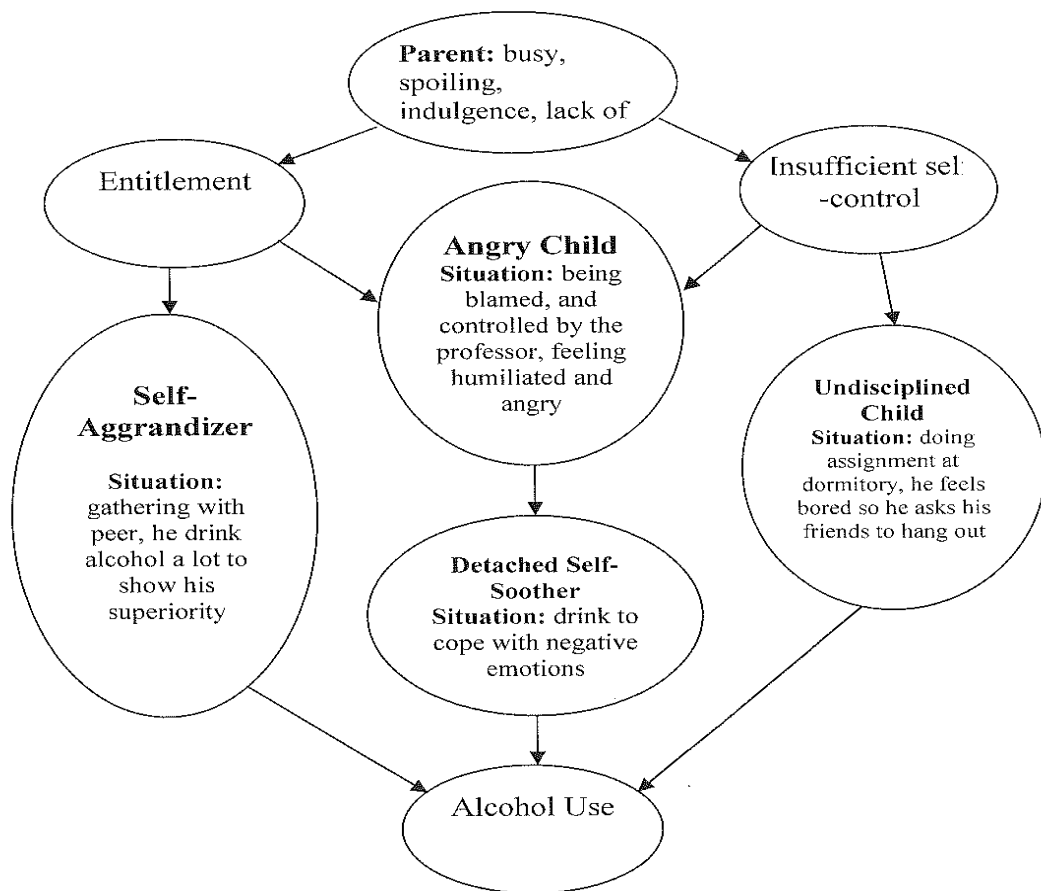 Parent: busy,
spoiling,
indulgence, lack of
Entitlement
Insufficient sel
-control
Angry Child
Situation: being
blamed, and
controlled by the
professor, feeling
humiliated and
angry
Self-
Aggrandizer
Situation:
gathering with
peer, he drink
alcohol a lot to
show his
superiority
Undisciplined
Child
Situation: doing
assignment at
dormitory, he feels
bored so he asks his
friends to hang out
Detached Self-
Soother
Situation: drink to
cope with negative
emotions
Alcohol Use